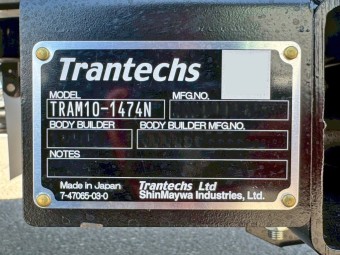 Trantechs
MODEL MFG.NO.
TRAM10-1474N
BODY BUILDER BODY BUILDER MFG.NO.
NOTES
Made in Japan Trantechs Ltd
7-47065-03-0 ShinMaywa Industries, Ltd.